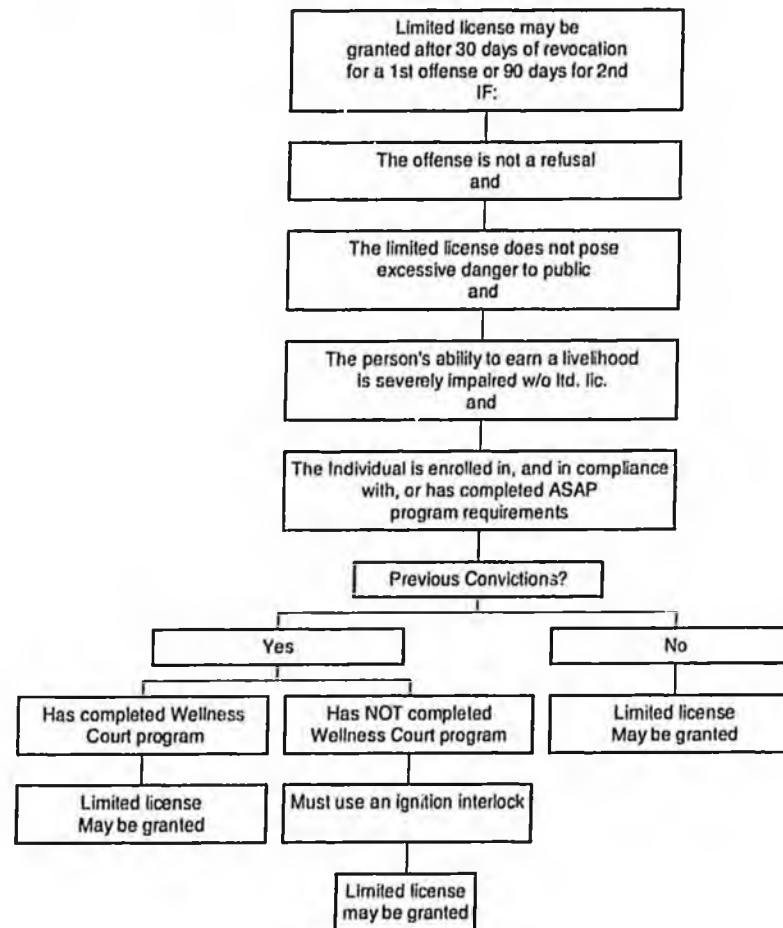 Limited license may be
granted after 30 days of revocation
for a 1st offense or 90 days for 2nd
IF:
The offense is not a refusal
and
The limited license does not pose
excessive danger to public
and
The person's ability to earn a livelihood
is severely impaired w/o ltd. lic.
and
The Individual is enrolled in, and in compliance
with, or has completed ASAP
program requirements
Previous Convictions?
Yes
No
Has completed Wellness
Court program
Has NOT completed
Wellness Court program
Limited license
May be granted
Limited license
May be granted
Must use an ignition interlock
Limited license
may be granted